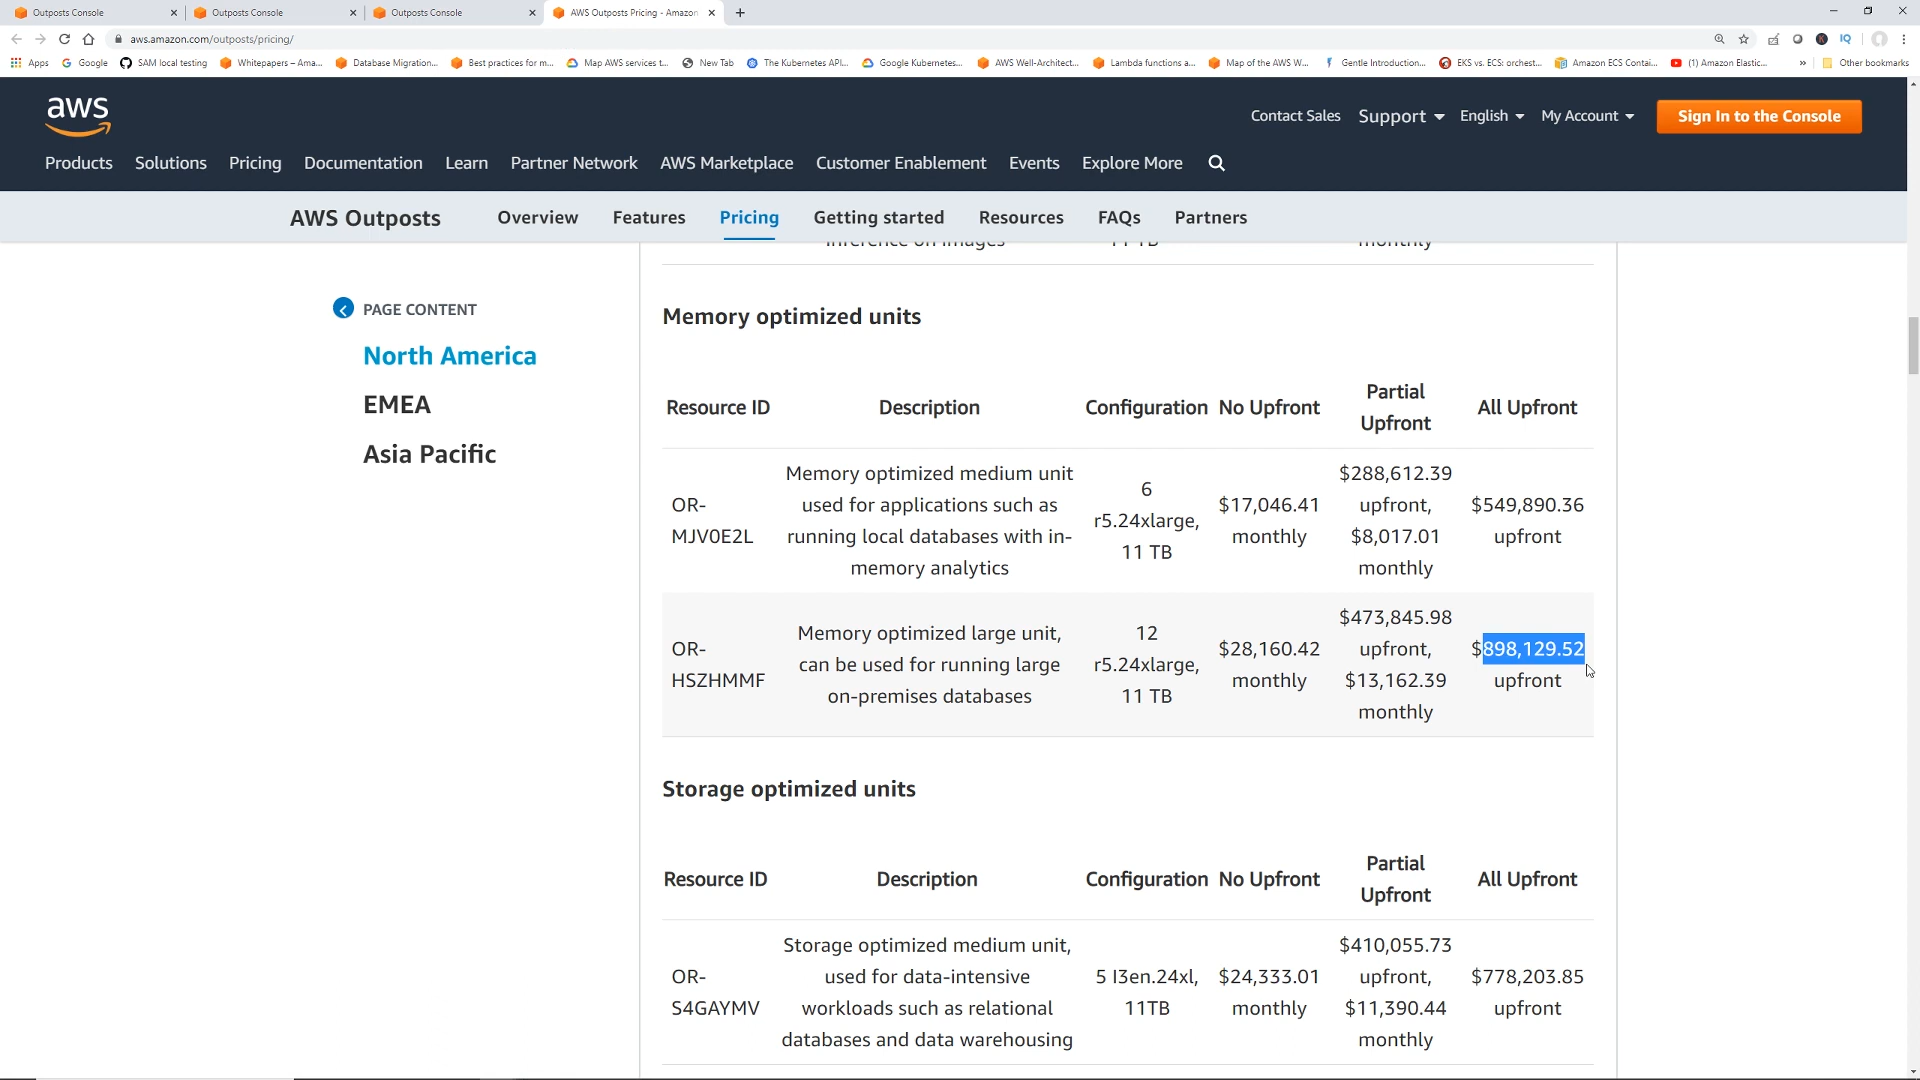 Outposts Console
Outposts Console
Outposts Console
AWS Outposts Pricing - Amazon
aws.amazon.com/outposts/pricing/
Apps
Google
SAM local testing
Whitepapers – Ama...
Database Migration...
Best practices for m...
Map AWS services t...
New Tab
The Kubernetes API...
Google Kubernetes...
AWS Well-Architect...
Lambda functions a...
Map of the AWS W...
Gentle Introduction...
EKS vs. ECS: orchest...
Amazon ECS Contai...
(1) Amazon Elastic...
»
Other bookmarks
aws
Contact Sales
Support
English
My Account
Sign In to the Console
Products
Solutions
Pricing
Documentation
Learn
Partner Network
AWS Marketplace
Customer Enablement
Events
Explore More
AWS Outposts
Overview
Features
Pricing
Getting started
Resources
FAQs
Partners
inference on images
11 TB
monthly
PAGE CONTENT
North America
EMEA
Asia Pacific
Memory optimized units
Resource ID
Description
Configuration
No Upfront
Partial
Upfront
All Upfront
OR-
MJV0E2L
Memory optimized medium unit
used for applications such as
running local databases with in-
memory analytics
6
r5.24xlarge,
11 TB
$17,046.41
monthly
$288,612.39
upfront,
$8,017.01
monthly
$549,890.36
upfront
OR-
HSZHMMF
Memory optimized large unit,
can be used for running large
on-premises databases
12
r5.24xlarge,
11 TB
$28,160.42
monthly
$473,845.98
upfront,
$13,162.39
monthly
$898,129.52
upfront
Storage optimized units
Resource ID
Description
Configuration
No Upfront
Partial
Upfront
All Upfront
OR-
S4GAYMV
Storage optimized medium unit,
used for data-intensive
workloads such as relational
databases and data warehousing
5 I3en.24xl,
11TB
$24,333.01
monthly
$410,055.73
upfront,
$11,390.44
monthly
$778,203.85
upfront